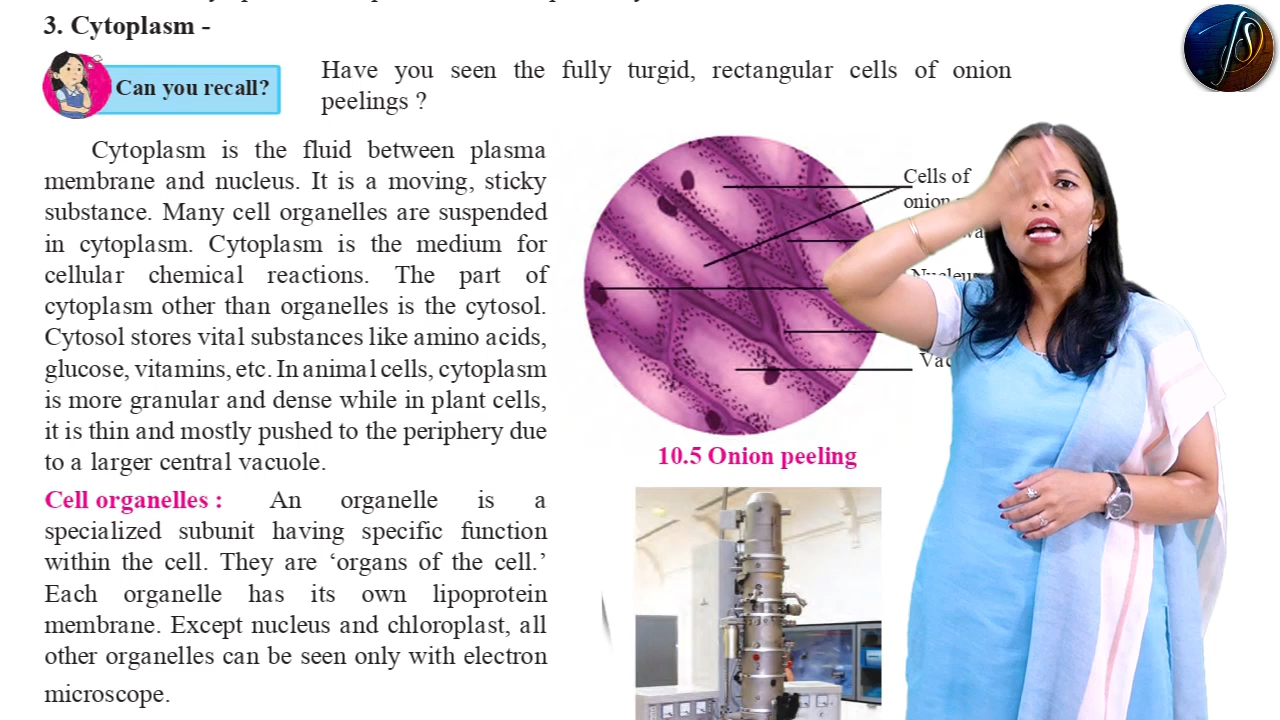 3. Cytoplasm -
Can you recall?
Have you seen the fully turgid, rectangular cells of onion
peelings ?
Cytoplasm is the fluid between plasma
membrane and nucleus. It is a moving, sticky
substance. Many cell organelles are suspended
in cytoplasm. Cytoplasm is the medium for
cellular chemical reactions. The part of
cytoplasm other than organelles is the cytosol.
Cytosol stores vital substances like amino acids,
glucose, vitamins, etc. In animal cells, cytoplasm
is more granular and dense while in plant cells,
it is thin and mostly pushed to the periphery due
to a larger central vacuole.
Cell organelles : An organelle is a
specialized subunit having specific function
within the cell. They are ‘organs of the cell.’
Each organelle has its own lipoprotein
membrane. Except nucleus and chloroplast, all
other organelles can be seen only with electron
microscope.
Cells of
onion
Nucleus
10.5 Onion peeling